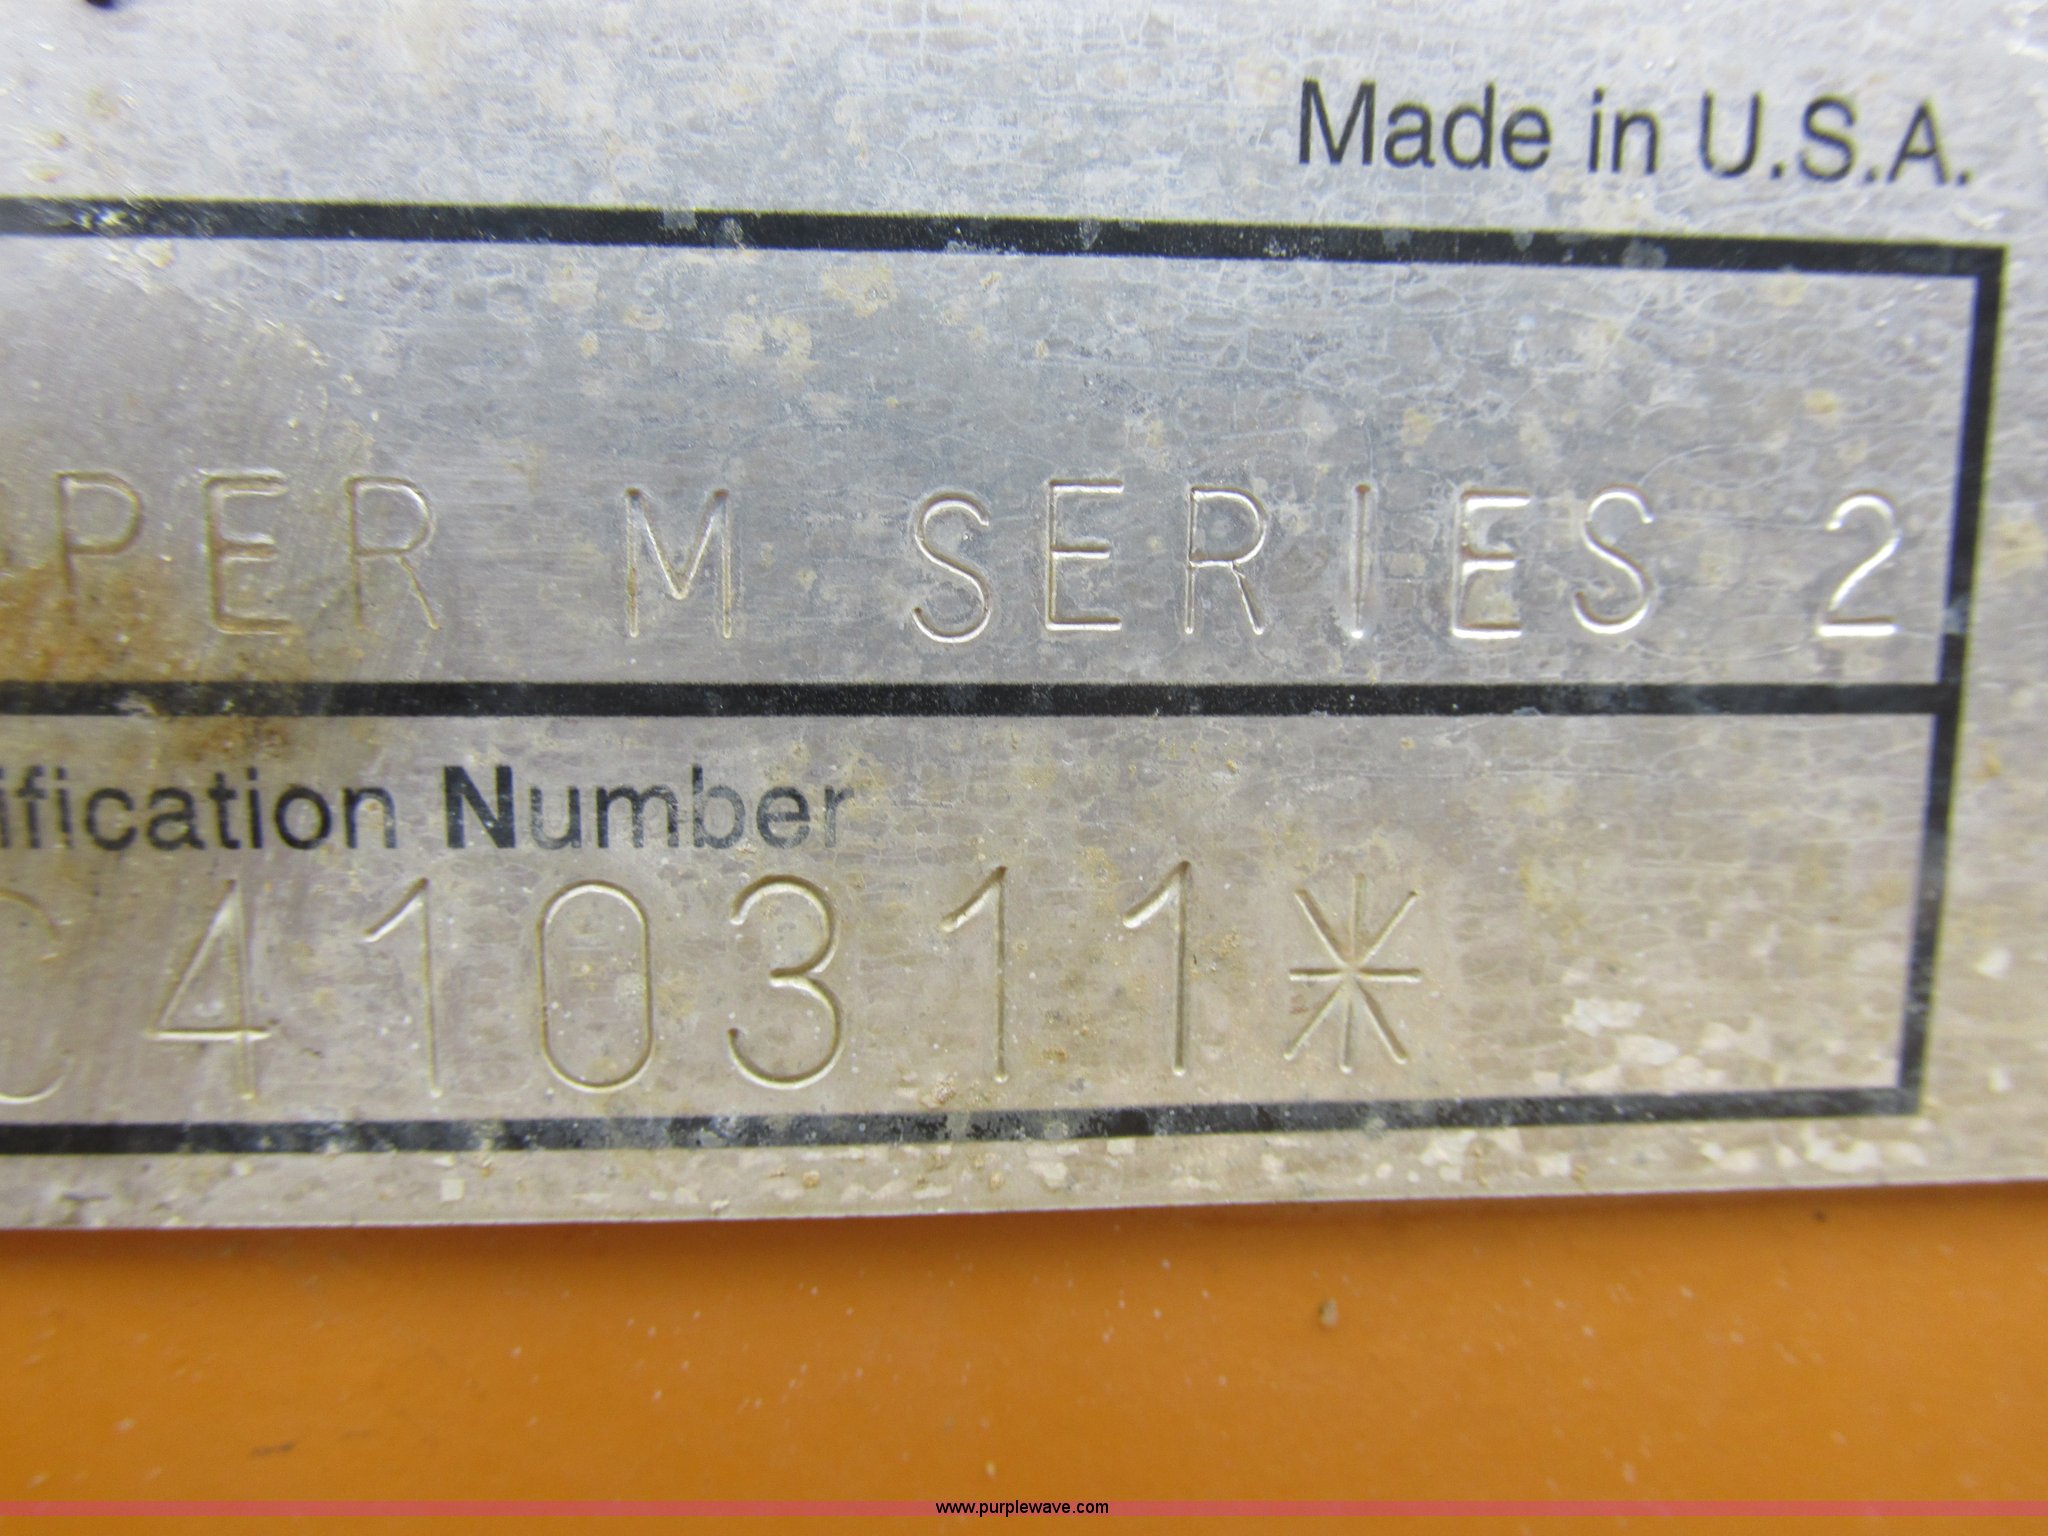 Made in U.S.A.
PER M SERIES 2
ification Number
C410311*
www.purplewave.com